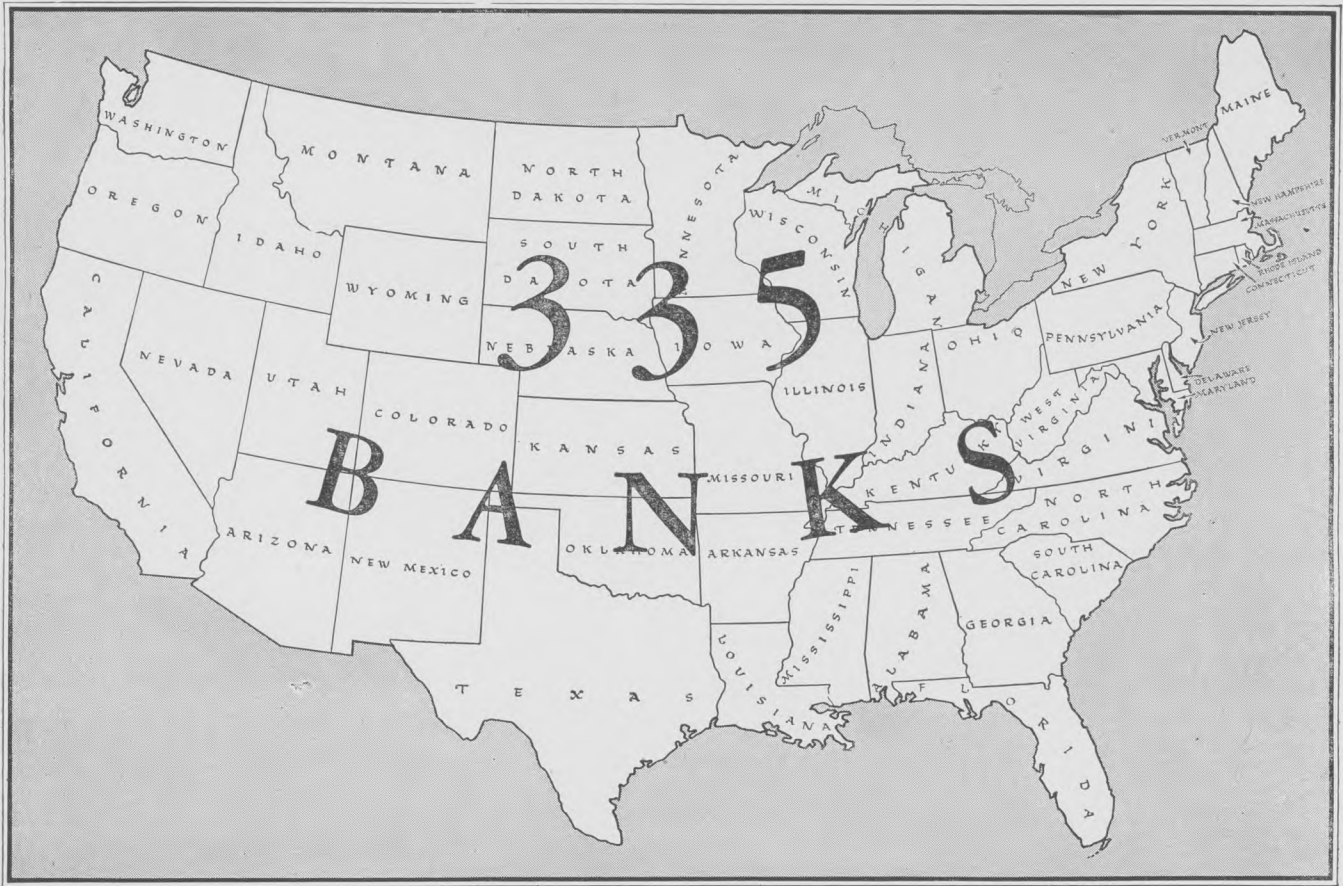 WASHINGTON
MONTANA
NORTH
DAKOTA
MINNESOTA
OREGON
IDAHO
WYOMING
SOUTH
DAKOTA
WISCONSIN
MICHIGAN
MAINE
VERMONT
NEW HAMPSHIRE
MASSACHUSETTS
RHODE ISLAND
CONNECTICUT
NEW YORK
CALIFORNIA
NEVADA
UTAH
COLORADO
NEBRASKA
IOWA
335
ILLINOIS
INDIANA
OHIO
PENNSYLVANIA
NEW JERSEY
DELAWARE
MARYLAND
WEST
VIRGINIA
VIRGINIA
KANSAS
MISSOURI
KENTUCKY
BANKS
ARIZONA
NEW MEXICO
OKLAHOMA
ARKANSAS
TENNESSEE
NORTH
CAROLINA
SOUTH
CAROLINA
TEXAS
LOUISIANA
MISSISSIPPI
ALABAMA
GEORGIA
FLORIDA